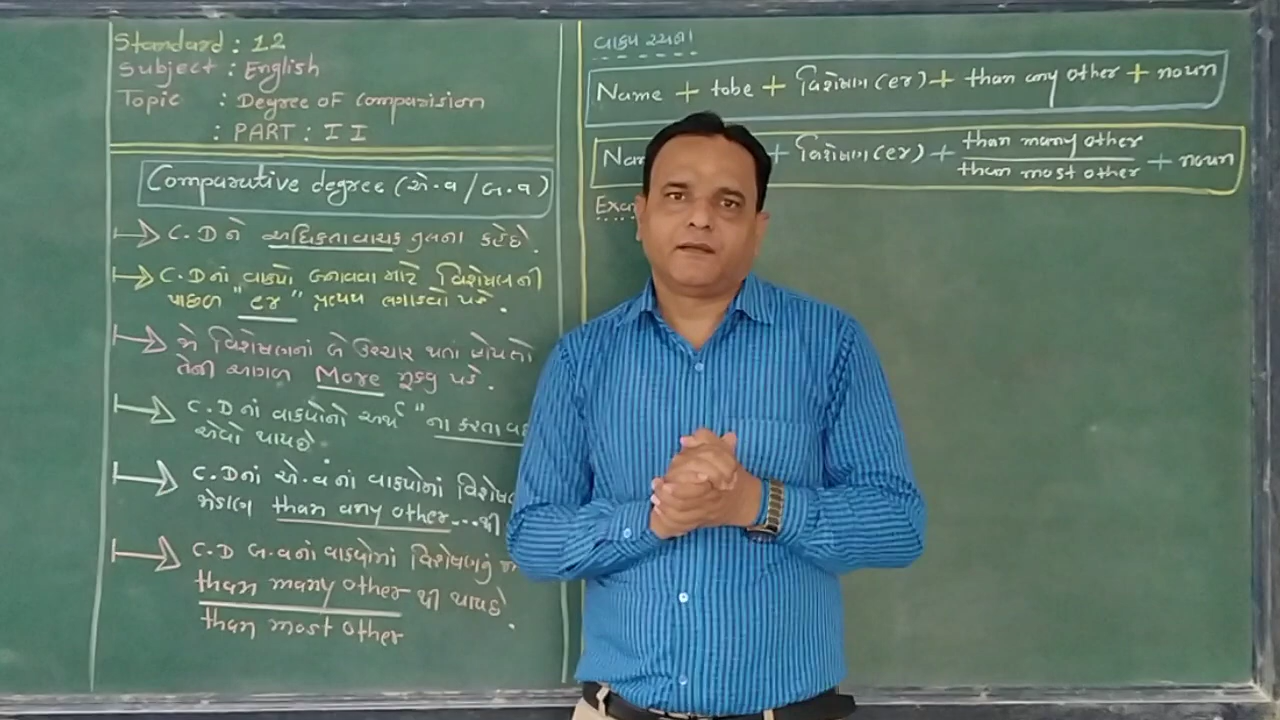 Standard : 12
Subject : English
Topic : Degree of Comparision
: PART : II
Comparative degree (એ.વ / બ.વ)
C.D ને અધિકતાવાચક તુલના કહે છે.
C.D નાં વાક્યો બનાવવા માટે વિશેષણની
પાછળ "er" પ્રત્યય લગાડવો પડે.
જો વિશેષણનાં બે ઉચ્ચાર થતા હોય તો
તેની આગળ More મૂકવુ પડે.
C.D નાં વાક્યોનો અર્થ "ના કરતા
એવો થાય છે.
C.D નાં એ.વ નાં વાક્યોમાં
જોડાણ than any other...થી
C.D બ.વનાં વાક્યોમાં વિશેષણનું
than many other થી થાય છે.
than most other
વાક્ય રચના
Name + tobe + વિશેષણ (er) + than any other + noun
+ વિશેષણ (er) + than many other
than most other + noun